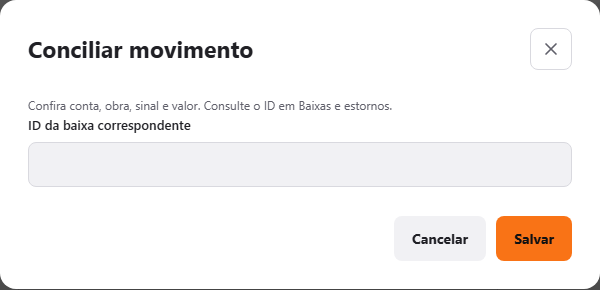 Conciliar movimento
Confira conta, obra, sinal e valor. Consulte o ID em Baixas e estornos.
ID da baixa correspondente
Cancelar
Salvar